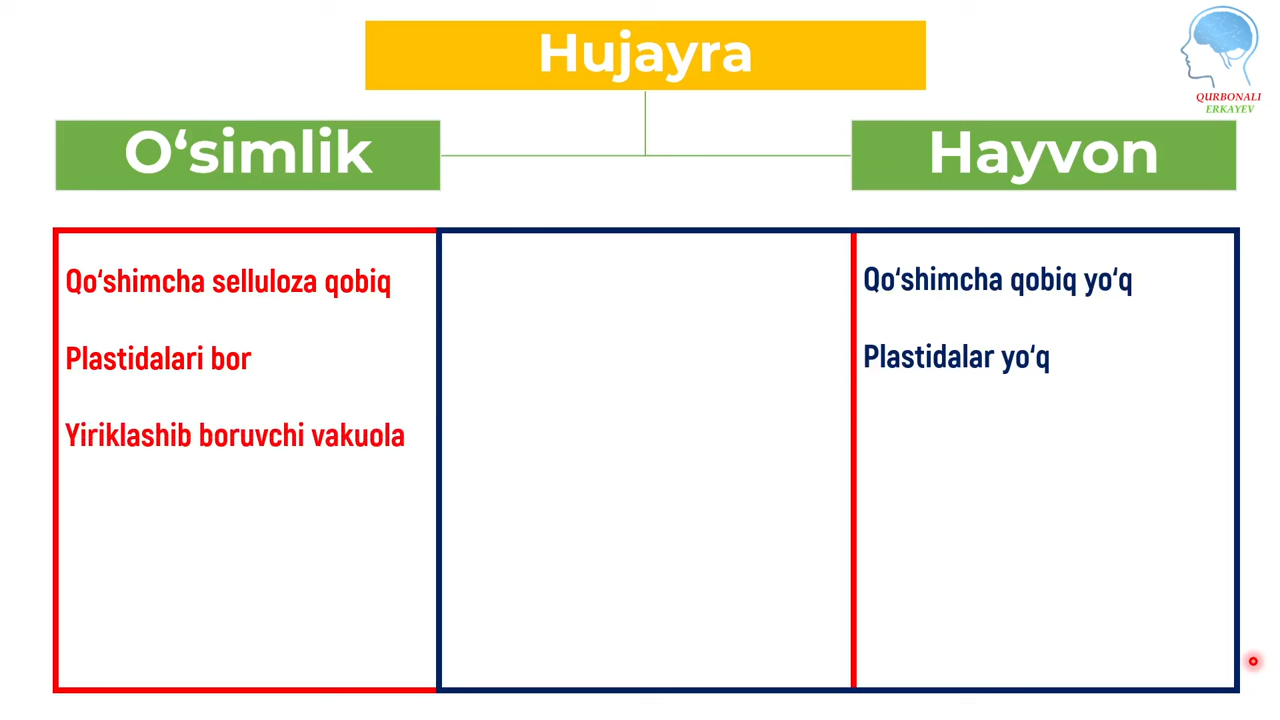 Hujayra
QURBONALI
ERKAYEV
O‘simlik
Hayvon
Qo‘shimcha selluloza qobiq
Plastidalari bor
Yiriklashib boruvchi vakuola
Qo‘shimcha qobiq yo‘q
Plastidalar yo‘q